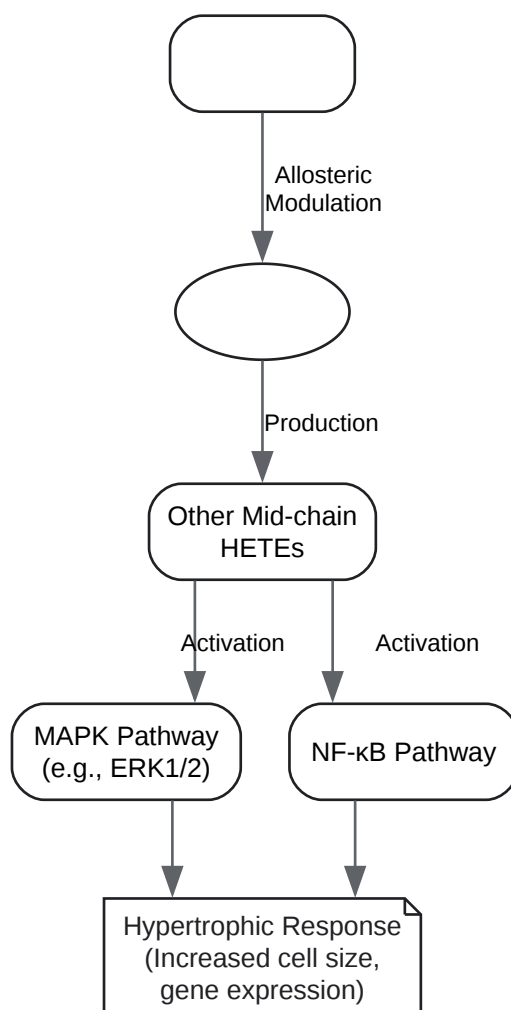 Allosteric
Modulation
Production
Other Mid-chain
HETEs
Activation
Activation
MAPK Pathway
(e.g., ERK1/2)
NF-κB Pathway
Hypertrophic Response
(Increased cell size,
gene expression)